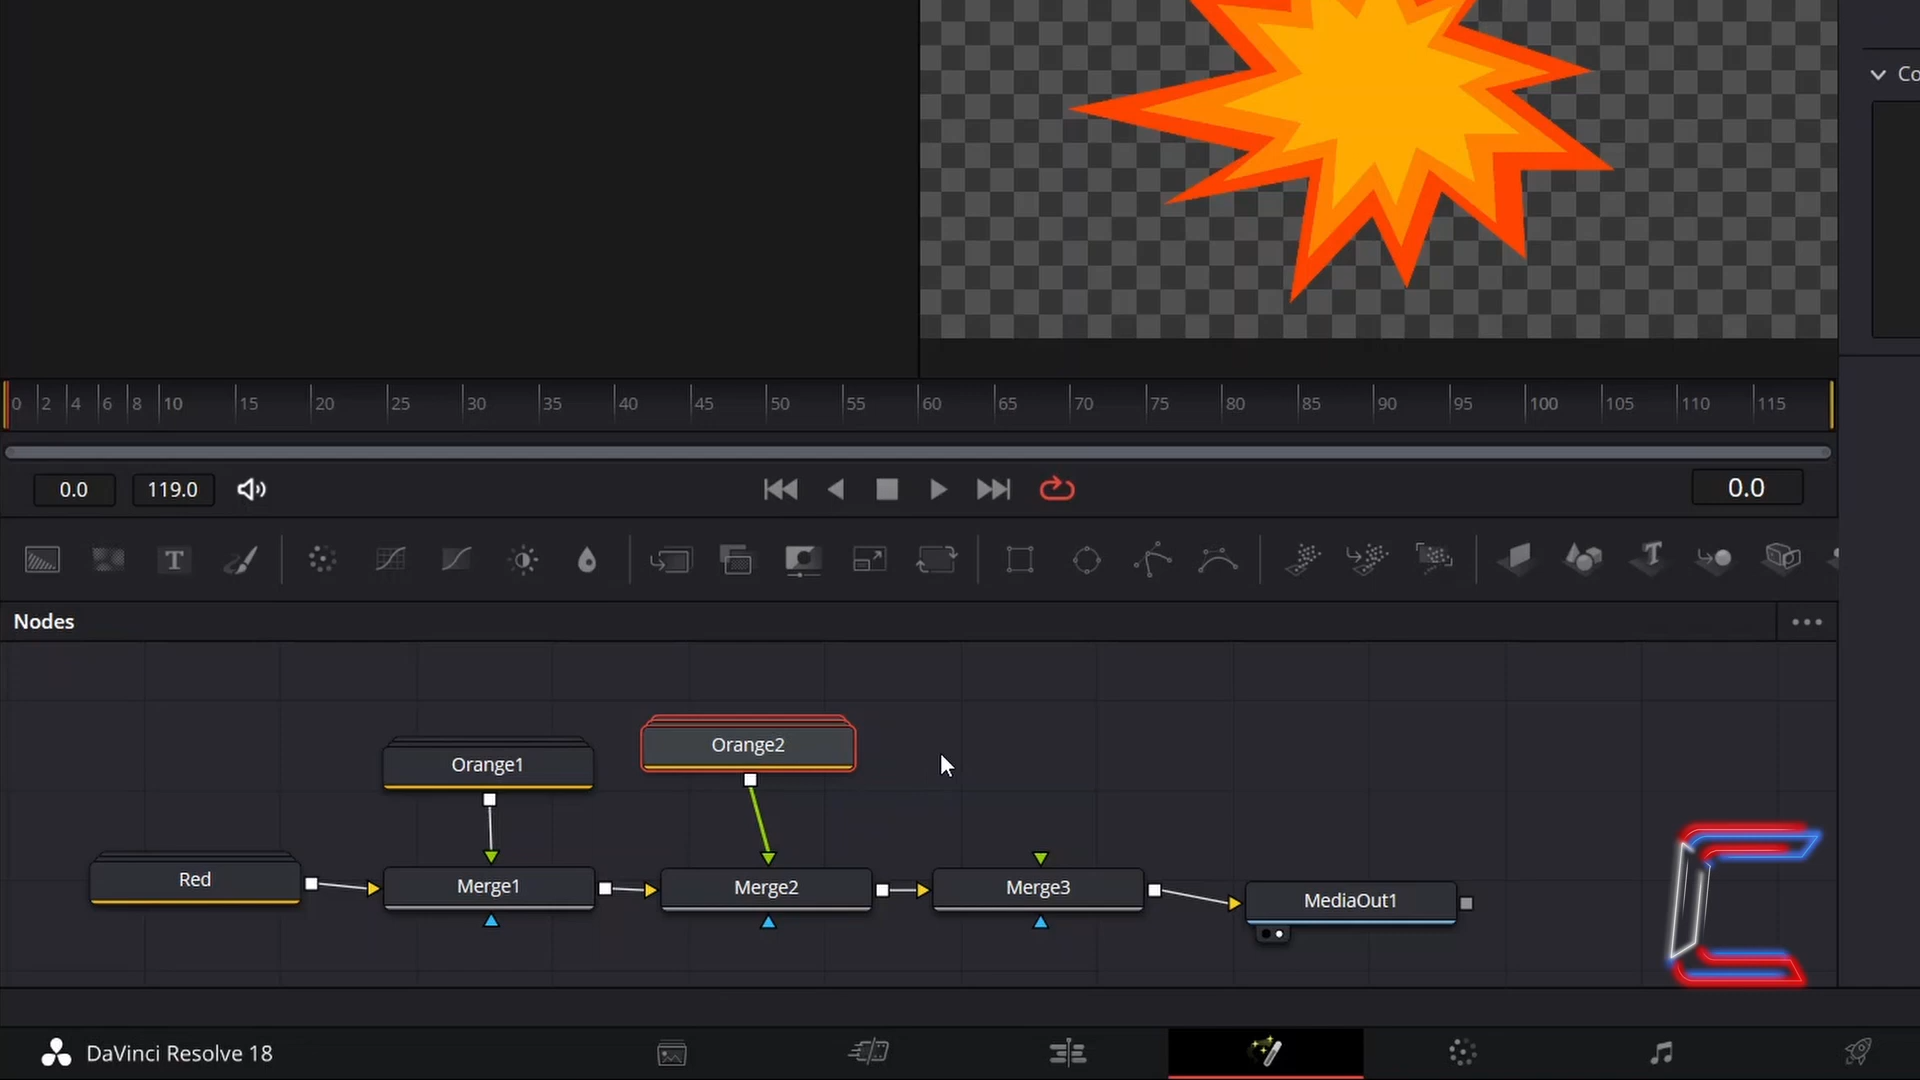 Co
0 2 4 6 8 10 15 20 25 30 35 40 45 50 55 60 65 70 75 80 85 90 95 100 105 110 115
0.0 119.0 0.0
T T
Nodes
Orange2
Orange1
Red Merge1 Merge2 Merge3 MediaOut1
DaVinci Resolve 18